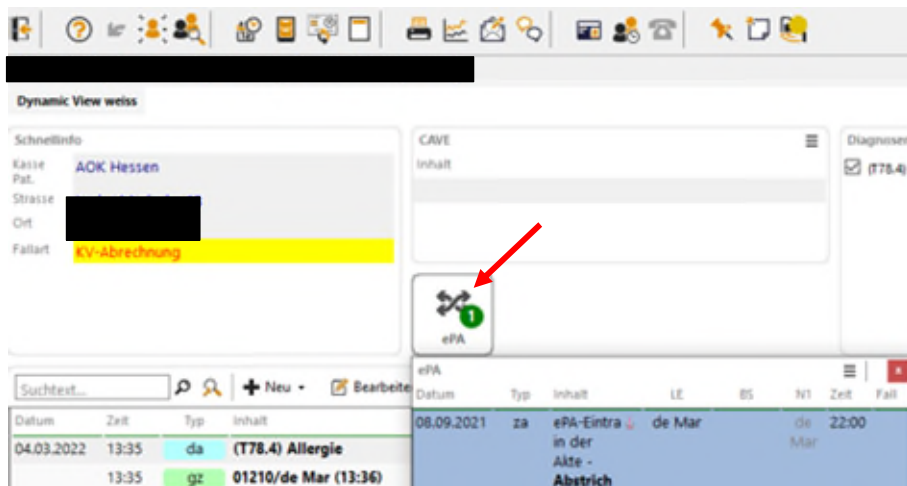 Dynamic View weiss
Schnellinfo
Kasse
Pat.
AOK Hessen
Strasse
Ort
Fallart
KV-Abrechnung
CAVE
Inhalt
Diagnosen
(T78.4)
1
ePA
Suchtext...
Neu
Bearbeite
Datum Zeit Typ Inhalt
04.03.2022 13:35 da (T78.4) Allergie
13:35 gz 01210/de Mar (13:36)
ePA
Datum Typ Inhalt LE BS N1 Zeit Fall
08.09.2021 za ePA-Eintra de Mar de 22:00
in der Mar
Akte -
Abstrich